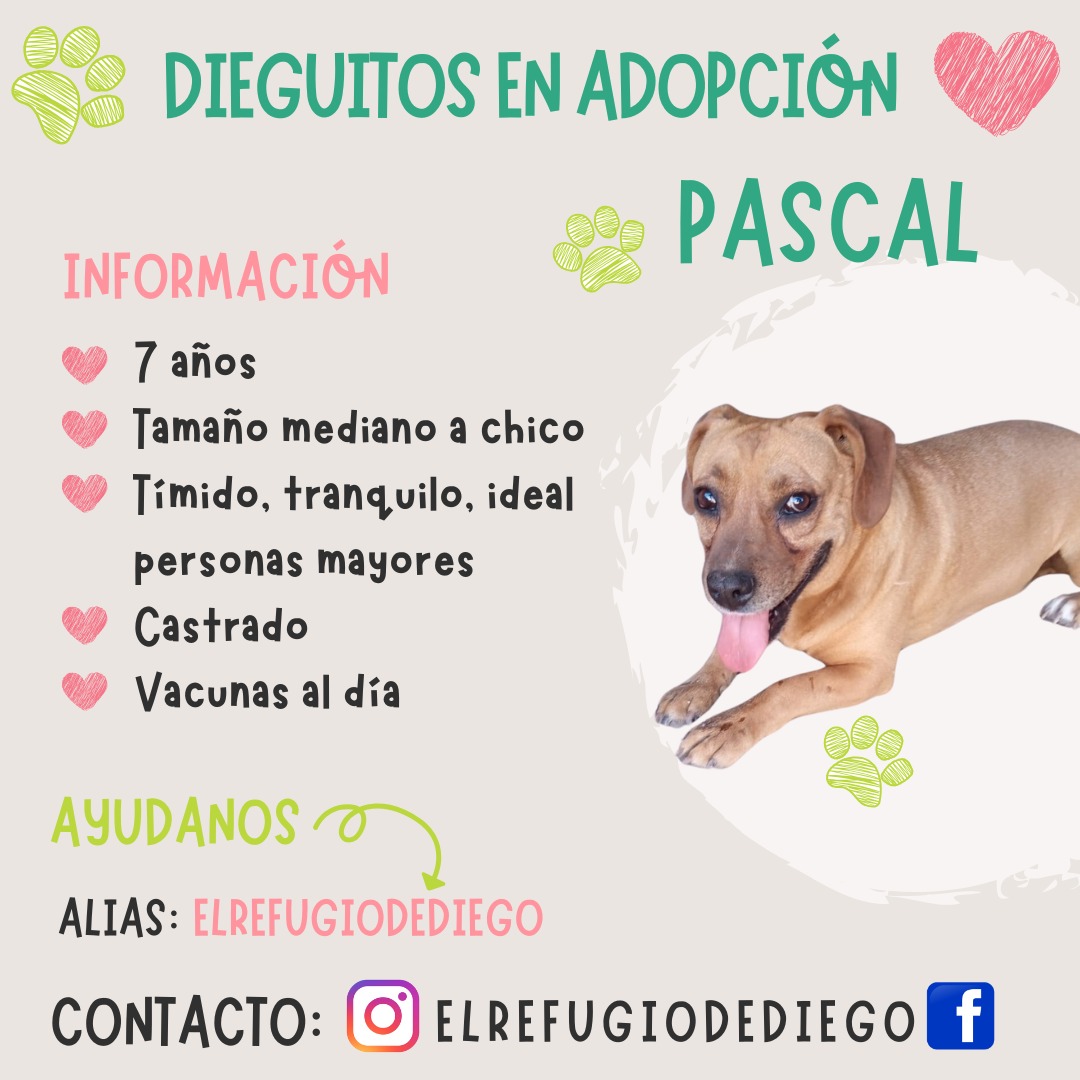 DIEGUITOS EN ADOPCIÓN
PASCAL
INFORMACIÓN
7 años
Tamaño mediano a chico
Tímido, tranquilo, ideal
personas mayores
Castrado
Vacunas al día
AYUDANOS
ALIAS: ELREFUGIODEDIEGO
CONTACTO: ELREFUGIODEDIEGO f